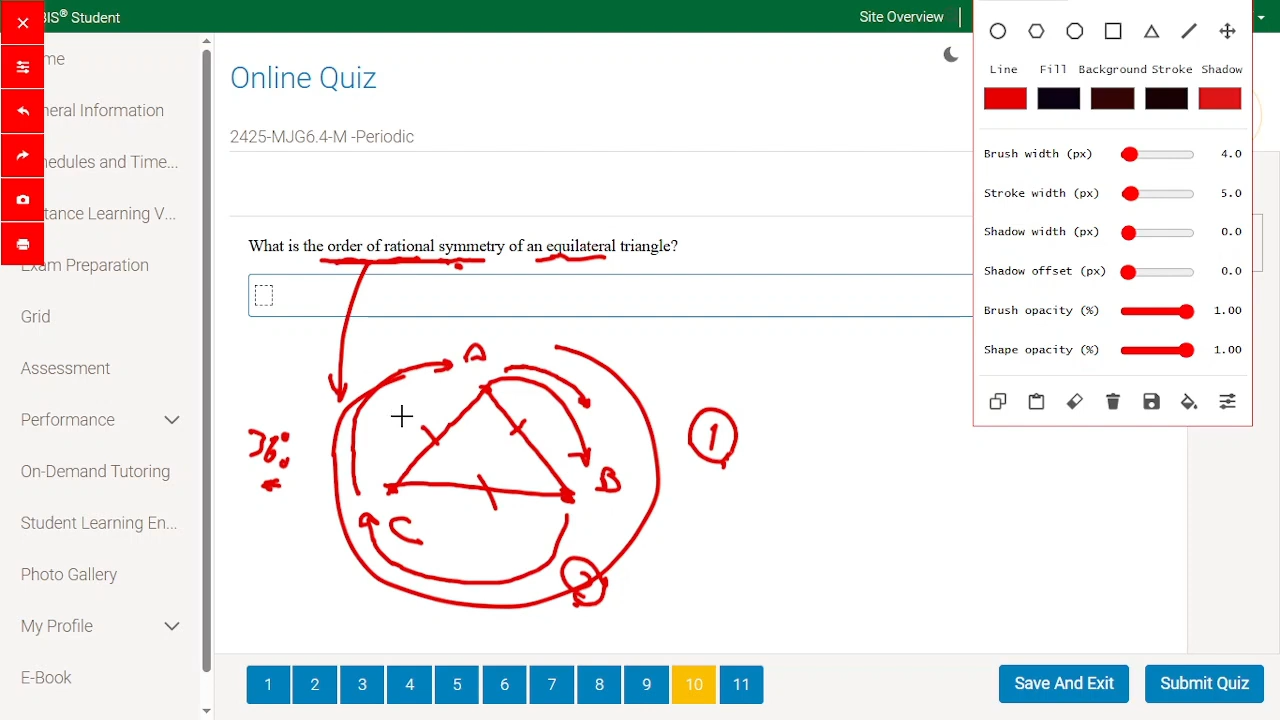 BIS® Student
Site Overview
me
neral Information
hedules and Time...
tance Learning V...
Exam Preparation
Grid
Assessment
Performance
On-Demand Tutoring
Student Learning En...
Photo Gallery
My Profile
E-Book
Online Quiz
2425-MJG6.4-M -Periodic
What is the order of rational symmetry of an equilateral triangle?
A
B
C
1
2
1 2 3 4 5 6 7 8 9 10 11
Save And Exit
Submit Quiz
Line Fill Background Stroke Shadow
Brush width (px) 4.0
Stroke width (px) 5.0
Shadow width (px) 0.0
Shadow offset (px) 0.0
Brush opacity (%) 1.00
Shape opacity (%) 1.00